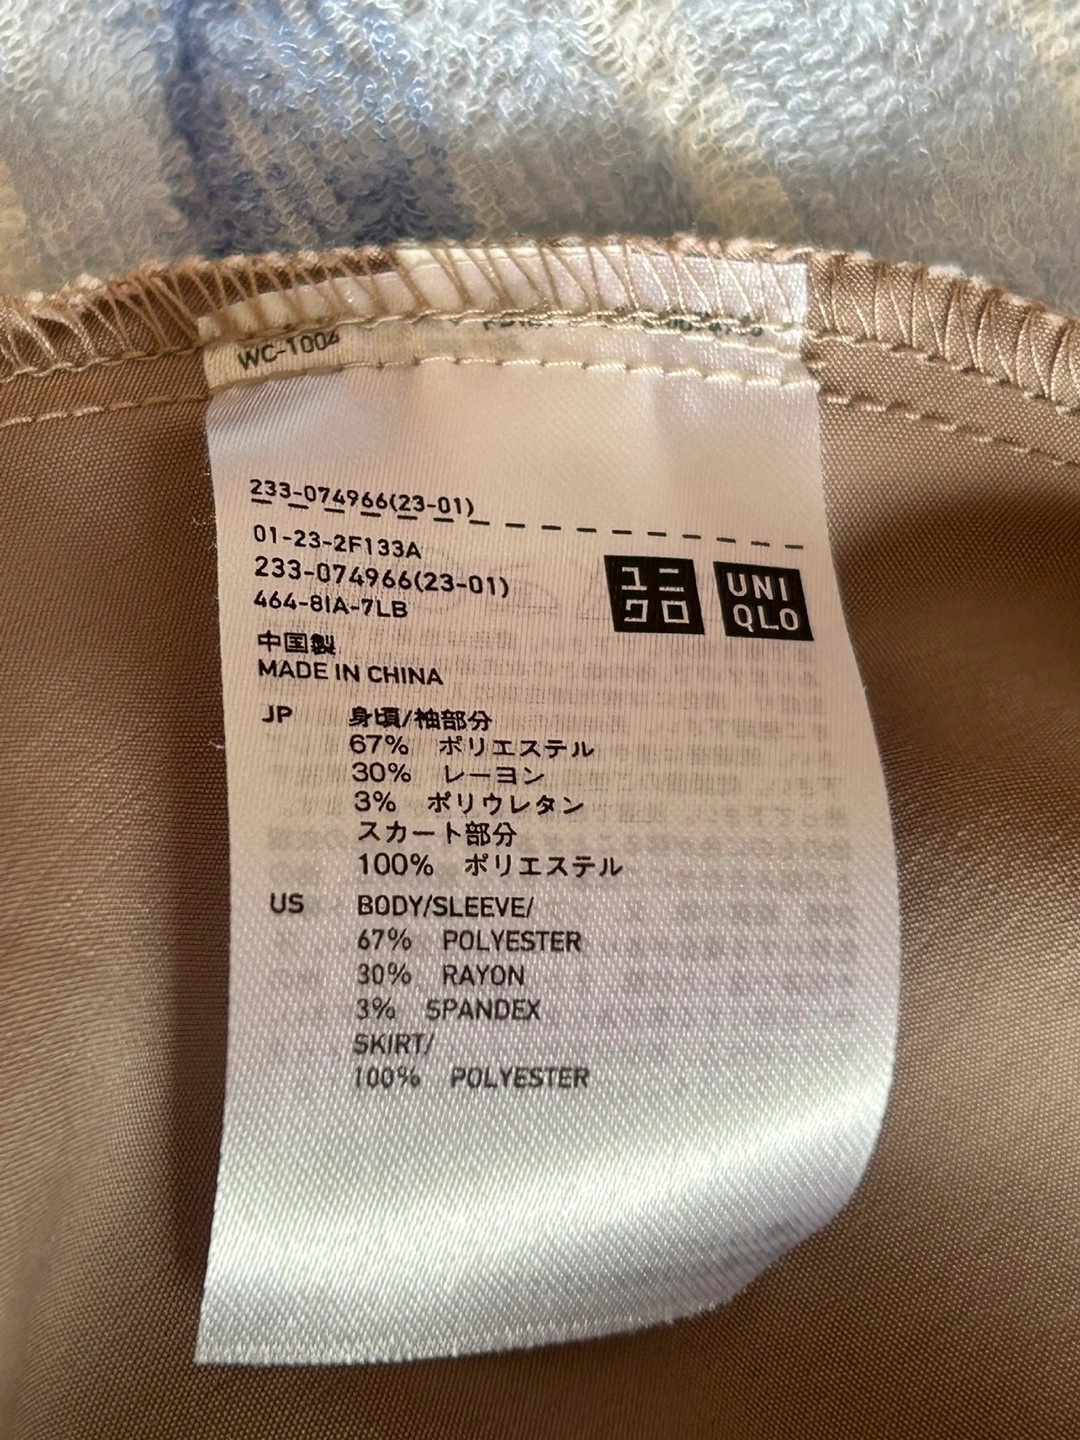 WC-1004
233-074966(23-01)
01-23-2F133A
233-074966(23-01)
464-8IA-7LB
ユニ
クロ
UNI
QLO
中国製
MADE IN CHINA
JP 身頃/袖部分
67% ポリエステル
30% レーヨン
3% ポリウレタン
スカート部分
100% ポリエステル
US BODY/SLEEVE/
67% POLYESTER
30% RAYON
3% SPANDEX
SKIRT/
100% POLYESTER